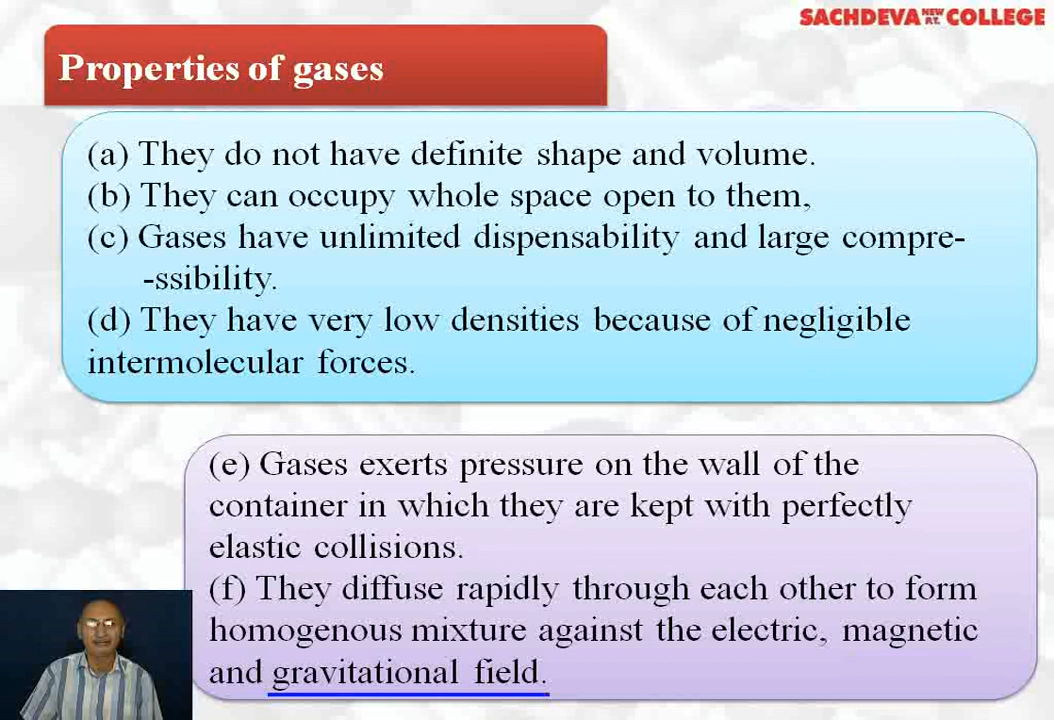 SACHDEVA NEW P.T. COLLEGE
Properties of gases
(a) They do not have definite shape and volume.
(b) They can occupy whole space open to them,
(c) Gases have unlimited dispensability and large compre-
-ssibility.
(d) They have very low densities because of negligible
intermolecular forces.
(e) Gases exerts pressure on the wall of the
container in which they are kept with perfectly
elastic collisions.
(f) They diffuse rapidly through each other to form
homogenous mixture against the electric, magnetic
and gravitational field.